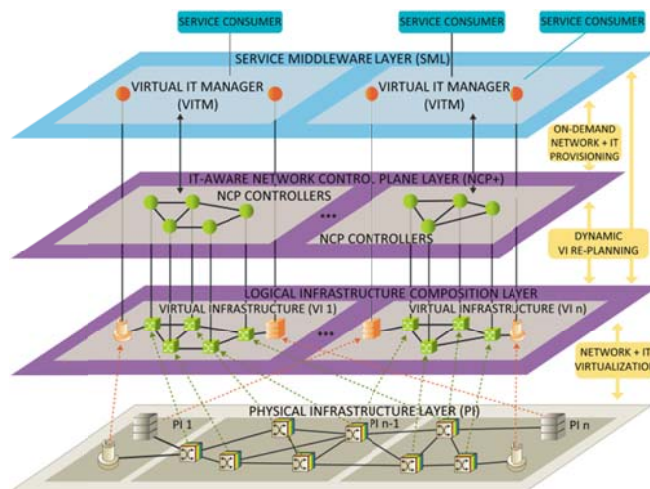 SERVICE CONSUMER
SERVICE CONSUMER
SERVICE CONSUMER
SERVICE MIDDLEWARE LAYER (SML)
VIRTUAL IT MANAGER
(VITM)
VIRTUAL IT MANAGER
(VITM)
ON-DEMAND
NETWORK + IT
PROVISIONING
IT-AWARE NETWORK CONTROL PLANE LAYER (NCP+)
NCP CONTROLLERS
...
NCP CONTROLLERS
DYNAMIC
VI RE-PLANNING
LOGICAL INFRASTRUCTURE COMPOSITION LAYER
VIRTUAL INFRASTRUCTURE (VI 1)
VIRTUAL INFRASTRUCTURE (VI n)
...
NETWORK + IT
VIRTUALIZATION
PHYSICAL INFRASTRUCTURE LAYER (PI)
PI 1
PI n-1
PI n